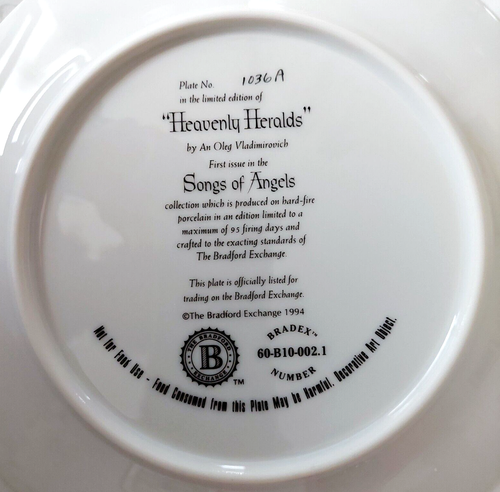 Plate No. 1036A
in the limited edition of
"Heavenly Heralds"
by An Oleg Vladimirovich
First issue in the
Songs of Angels
collection which is produced on hard-fire
porcelain in an edition limited to a
maximum of 95 firing days and
crafted to the exacting standards of
The Bradford Exchange.
This plate is officially listed for
trading on the Bradford Exchange.
©The Bradford Exchange 1994
THE BRADFORD
B
EXCHANGE
TM
BRADEX™
60-B10-002.1
NUMBER
Not for Food Use - Food Consumed from this Plate May be Harmful. Decorative Art Object.